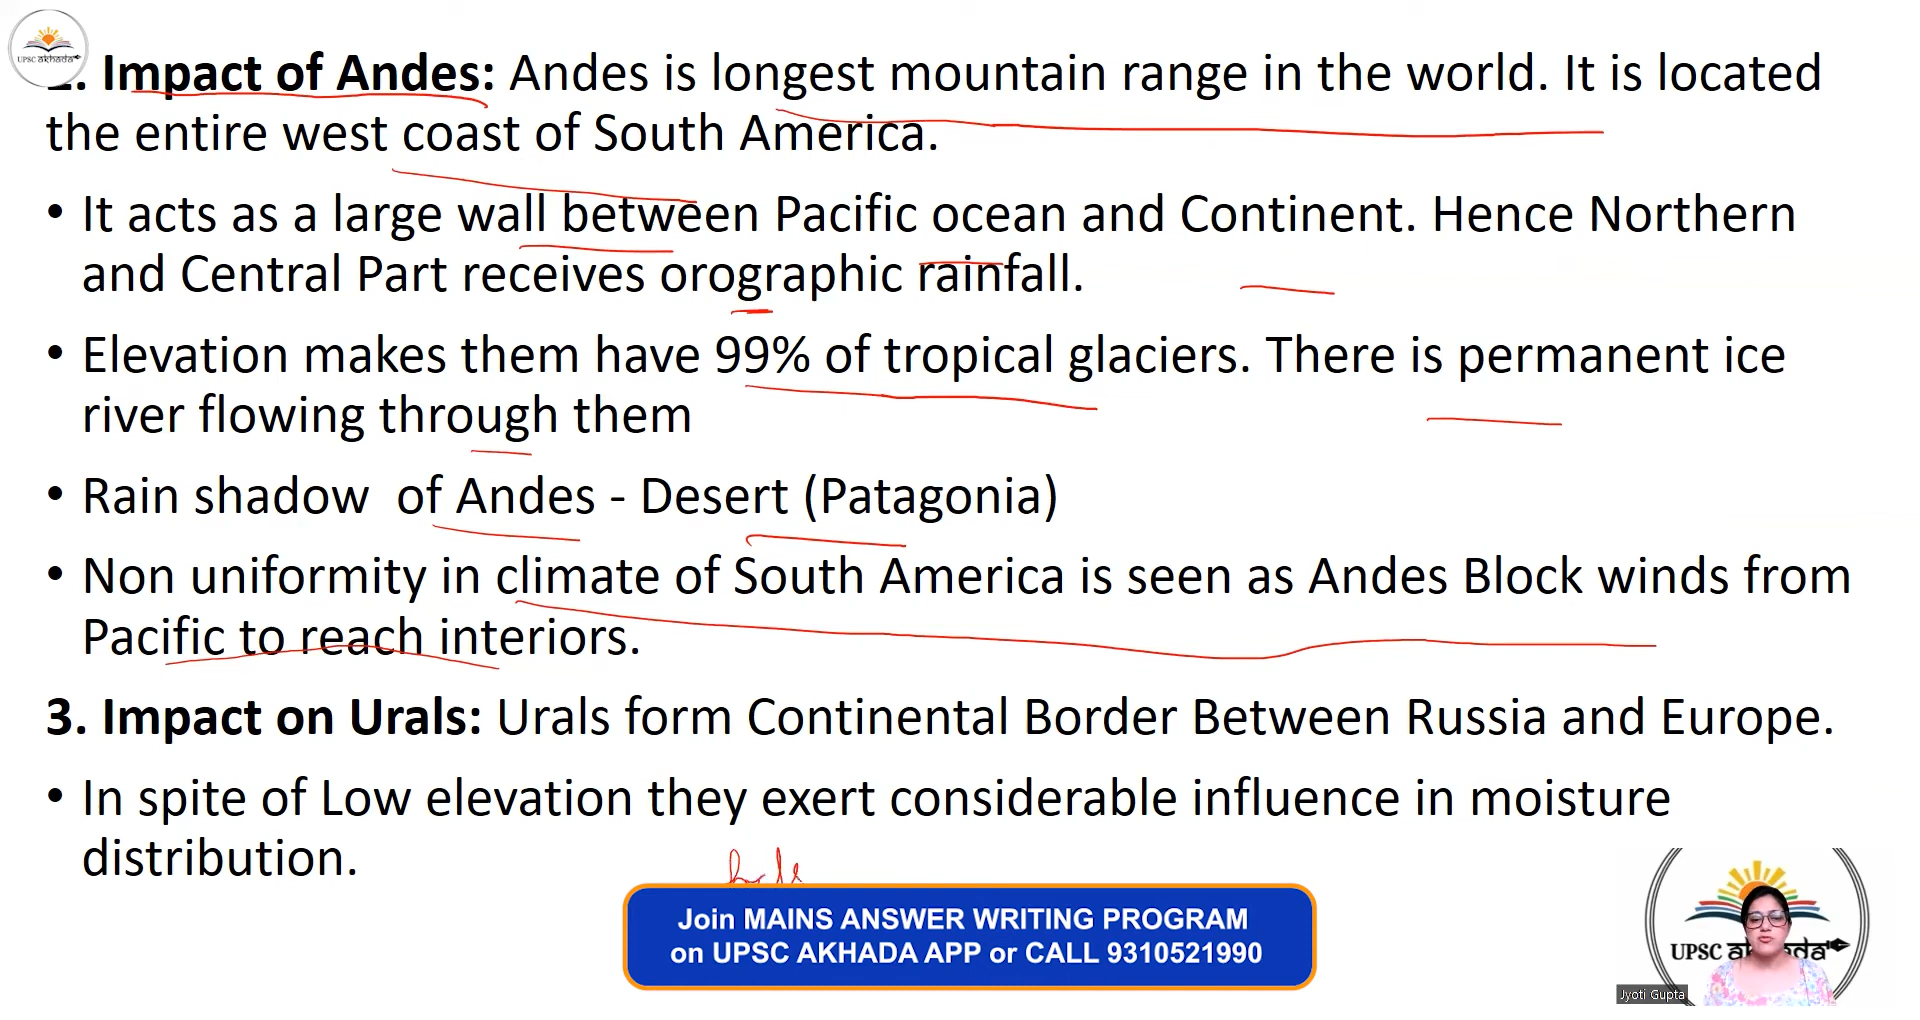 UPSC akhada
2. Impact of Andes: Andes is longest mountain range in the world. It is located
the entire west coast of South America.
• It acts as a large wall between Pacific ocean and Continent. Hence Northern
and Central Part receives orographic rainfall.
• Elevation makes them have 99% of tropical glaciers. There is permanent ice
river flowing through them
• Rain shadow  of Andes - Desert (Patagonia)
• Non uniformity in climate of South America is seen as Andes Block winds from
Pacific to reach interiors.
3. Impact on Urals: Urals form Continental Border Between Russia and Europe.
• In spite of Low elevation they exert considerable influence in moisture
distribution.
Join MAINS ANSWER WRITING PROGRAM
on UPSC AKHADA APP or CALL 9310521990
UPSC
Jyoti Gupta